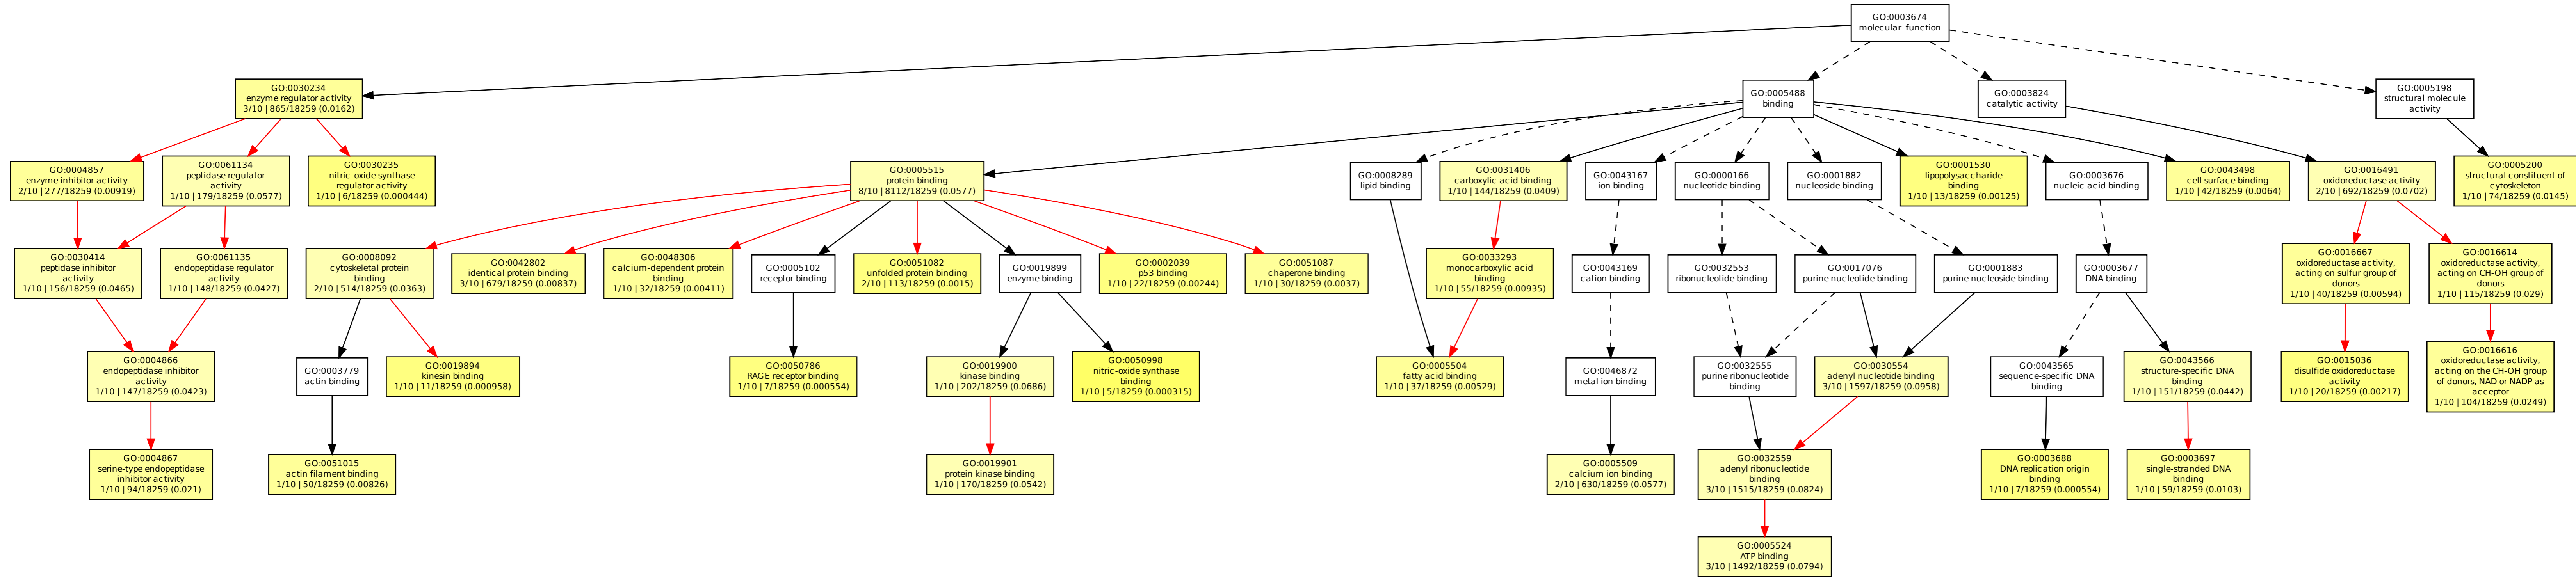 GO:0003674
molecular_function
GO:0030234
enzyme regulator activity
3/10 | 865/18259 (0.0162)
GO:0005488
binding
GO:0003824
catalytic activity
GO:0005198
structural molecule
activity
GO:0004857
enzyme inhibitor activity
2/10 | 277/18259 (0.00919)
GO:0061134
peptidase regulator
activity
1/10 | 179/18259 (0.0577)
GO:0030235
nitric-oxide synthase
regulator activity
1/10 | 6/18259 (0.000444)
GO:0005515
protein binding
8/10 | 8112/18259 (0.0577)
GO:0008289
lipid binding
GO:0031406
carboxylic acid binding
1/10 | 144/18259 (0.0409)
GO:0043167
ion binding
GO:0000166
nucleotide binding
GO:0001882
nucleoside binding
GO:0001530
lipopolysaccharide
binding
1/10 | 13/18259 (0.00125)
GO:0003676
nucleic acid binding
GO:0043498
cell surface binding
1/10 | 42/18259 (0.0064)
GO:0016491
oxidoreductase activity
2/10 | 692/18259 (0.0702)
GO:0005200
structural constituent of
cytoskeleton
1/10 | 74/18259 (0.0145)
GO:0030414
peptidase inhibitor
activity
1/10 | 156/18259 (0.0465)
GO:0061135
endopeptidase regulator
activity
1/10 | 148/18259 (0.0427)
GO:0008092
cytoskeletal protein
binding
2/10 | 514/18259 (0.0363)
GO:0042802
identical protein binding
3/10 | 679/18259 (0.00837)
GO:0048306
calcium-dependent protein
binding
1/10 | 32/18259 (0.00411)
GO:0005102
receptor binding
GO:0051082
unfolded protein binding
2/10 | 113/18259 (0.0015)
GO:0019899
enzyme binding
GO:0002039
p53 binding
1/10 | 22/18259 (0.00244)
GO:0051087
chaperone binding
1/10 | 30/18259 (0.0037)
GO:0033293
monocarboxylic acid
binding
1/10 | 55/18259 (0.00935)
GO:0043169
cation binding
GO:0032553
ribonucleotide binding
GO:0017076
purine nucleotide binding
GO:0001883
purine nucleoside binding
GO:0003677
DNA binding
GO:0016667
oxidoreductase activity,
acting on sulfur group of
donors
1/10 | 40/18259 (0.00594)
GO:0016614
oxidoreductase activity,
acting on CH-OH group of
donors
1/10 | 115/18259 (0.029)
GO:0004866
endopeptidase inhibitor
activity
1/10 | 147/18259 (0.0423)
GO:0003779
actin binding
GO:0019894
kinesin binding
1/10 | 11/18259 (0.000958)
GO:0050786
RAGE receptor binding
1/10 | 7/18259 (0.000554)
GO:0019900
kinase binding
1/10 | 202/18259 (0.0686)
GO:0050998
nitric-oxide synthase
binding
1/10 | 5/18259 (0.000315)
GO:0005504
fatty acid binding
1/10 | 37/18259 (0.00529)
GO:0046872
metal ion binding
GO:0032555
purine ribonucleotide
binding
GO:0030554
adenyl nucleotide binding
3/10 | 1597/18259 (0.0958)
GO:0043565
sequence-specific DNA
binding
GO:0043566
structure-specific DNA
binding
1/10 | 151/18259 (0.0442)
GO:0015036
disulfide oxidoreductase
activity
1/10 | 20/18259 (0.00217)
GO:0016616
oxidoreductase activity,
acting on the CH-OH group
of donors, NAD or NADP as
acceptor
1/10 | 104/18259 (0.0249)
GO:0004867
serine-type endopeptidase
inhibitor activity
1/10 | 94/18259 (0.021)
GO:0051015
actin filament binding
1/10 | 50/18259 (0.00826)
GO:0019901
protein kinase binding
1/10 | 170/18259 (0.0542)
GO:0005509
calcium ion binding
2/10 | 630/18259 (0.0577)
GO:0032559
adenyl ribonucleotide
binding
3/10 | 1515/18259 (0.0824)
GO:0003688
DNA replication origin
binding
1/10 | 7/18259 (0.000554)
GO:0003697
single-stranded DNA
binding
1/10 | 59/18259 (0.0103)
GO:0005524
ATP binding
3/10 | 1492/18259 (0.0794)